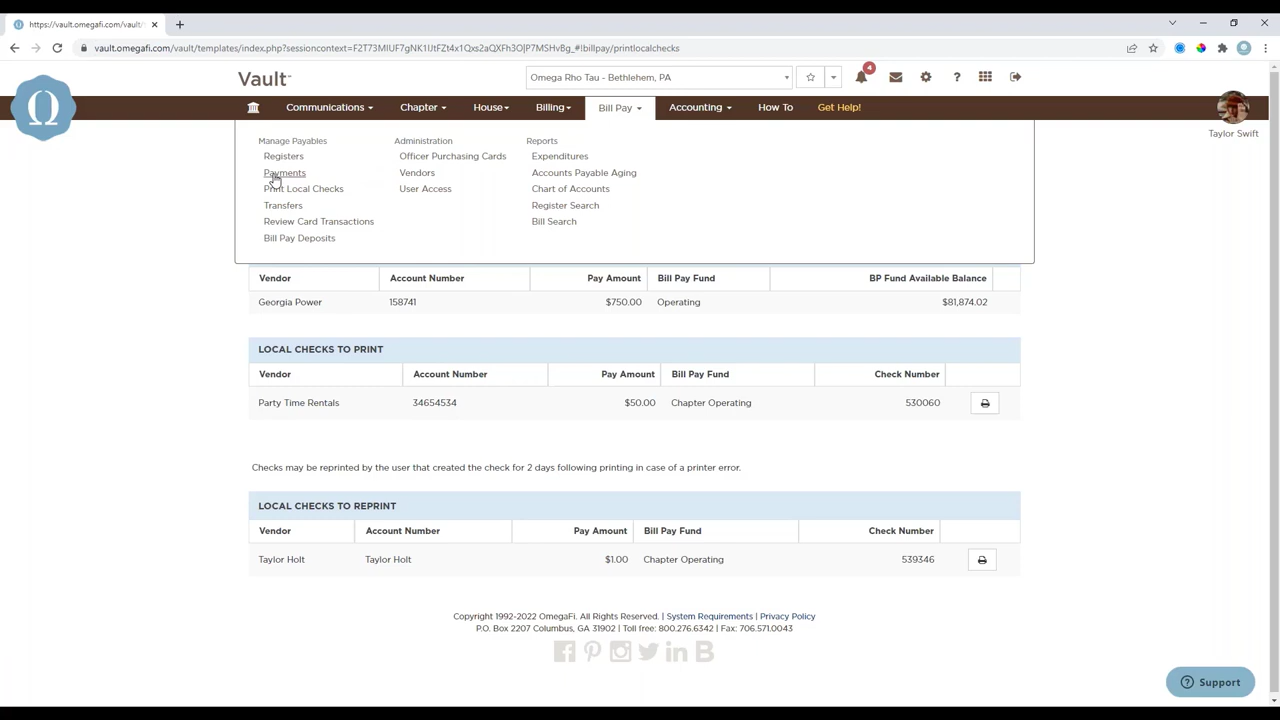 https://vault.omegafi.com/vault/
vault.omegafi.com/vault/templates/index.php?sessioncontext=F2T73MIUF7gNK1UtFZt4x1Qxs2aQXFh3O|P7MSHv8g_#!billpay/printlocalchecks
Vault
Omega Rho Tau - Bethlehem, PA
4
Communications Chapter House Billing Bill Pay Accounting How To Get Help!
Taylor Swift
Manage Payables Administration Reports
Registers Officer Purchasing Cards Expenditures
Payments Vendors Accounts Payable Aging
Print Local Checks User Access Chart of Accounts
Transfers Register Search
Review Card Transactions Bill Search
Bill Pay Deposits
Vendor Account Number Pay Amount Bill Pay Fund BP Fund Available Balance
Georgia Power 158741 $750.00 Operating $81,874.02
LOCAL CHECKS TO PRINT
Vendor Account Number Pay Amount Bill Pay Fund Check Number
Party Time Rentals 34654534 $50.00 Chapter Operating 530060
Checks may be reprinted by the user that created the check for 2 days following printing in case of a printer error.
LOCAL CHECKS TO REPRINT
Vendor Account Number Pay Amount Bill Pay Fund Check Number
Taylor Holt Taylor Holt $1.00 Chapter Operating 539346
Copyright 1992-2022 OmegaFi. All Rights Reserved. | System Requirements | Privacy Policy
P.O. Box 2207 Columbus, GA 31902 | Toll free: 800.276.6342 | Fax: 706.571.0043
Support